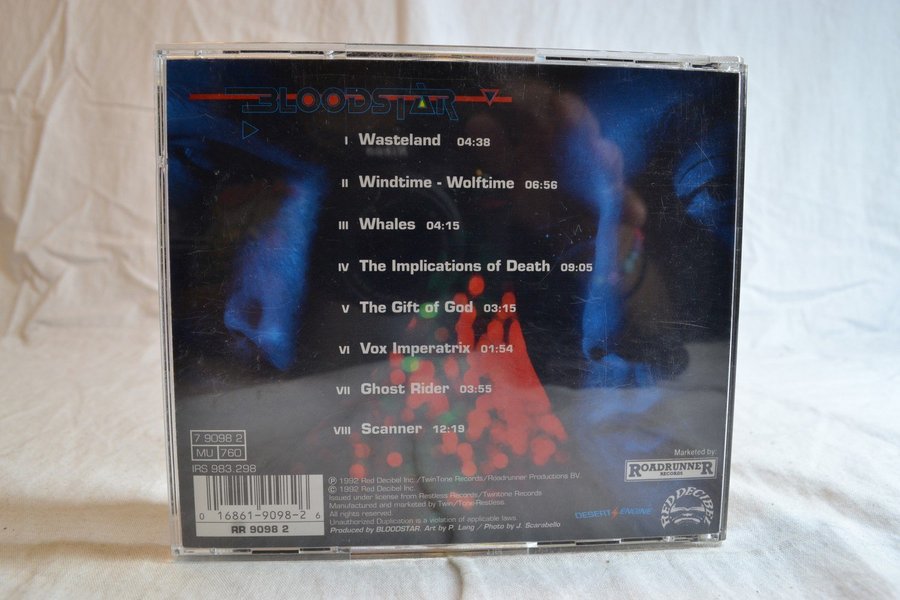 BLOODSTAR
I Wasteland 04:38
II Windtime - Wolftime 06:56
III Whales 04:15
IV The Implications of Death 09:05
V The Gift of God 03:15
VI Vox Imperatrix 01:54
VII Ghost Rider 03:55
VIII Scanner 12:19
7 9098 2
MU 760
IRS 983.298
0 16861-9098-2 6
RR 9098 2
℗ 1992 Red Decibel Inc./TwinTone Records/Roadrunner Productions BV
© 1992 Red Decibel Inc.
Issued under license from Restless Records/Twintone Records
Manufactured and marketed by Twin/Tone-Restless.
All rights reserved
Unauthorized Duplication is a violation of applicable laws
Produced by BLOODSTAR Art by P. Lang / Photo by J. Scarabello
DESERT ENGINE
Marketed by:
ROADRUNNER
RECORDS
RED DECIBEL